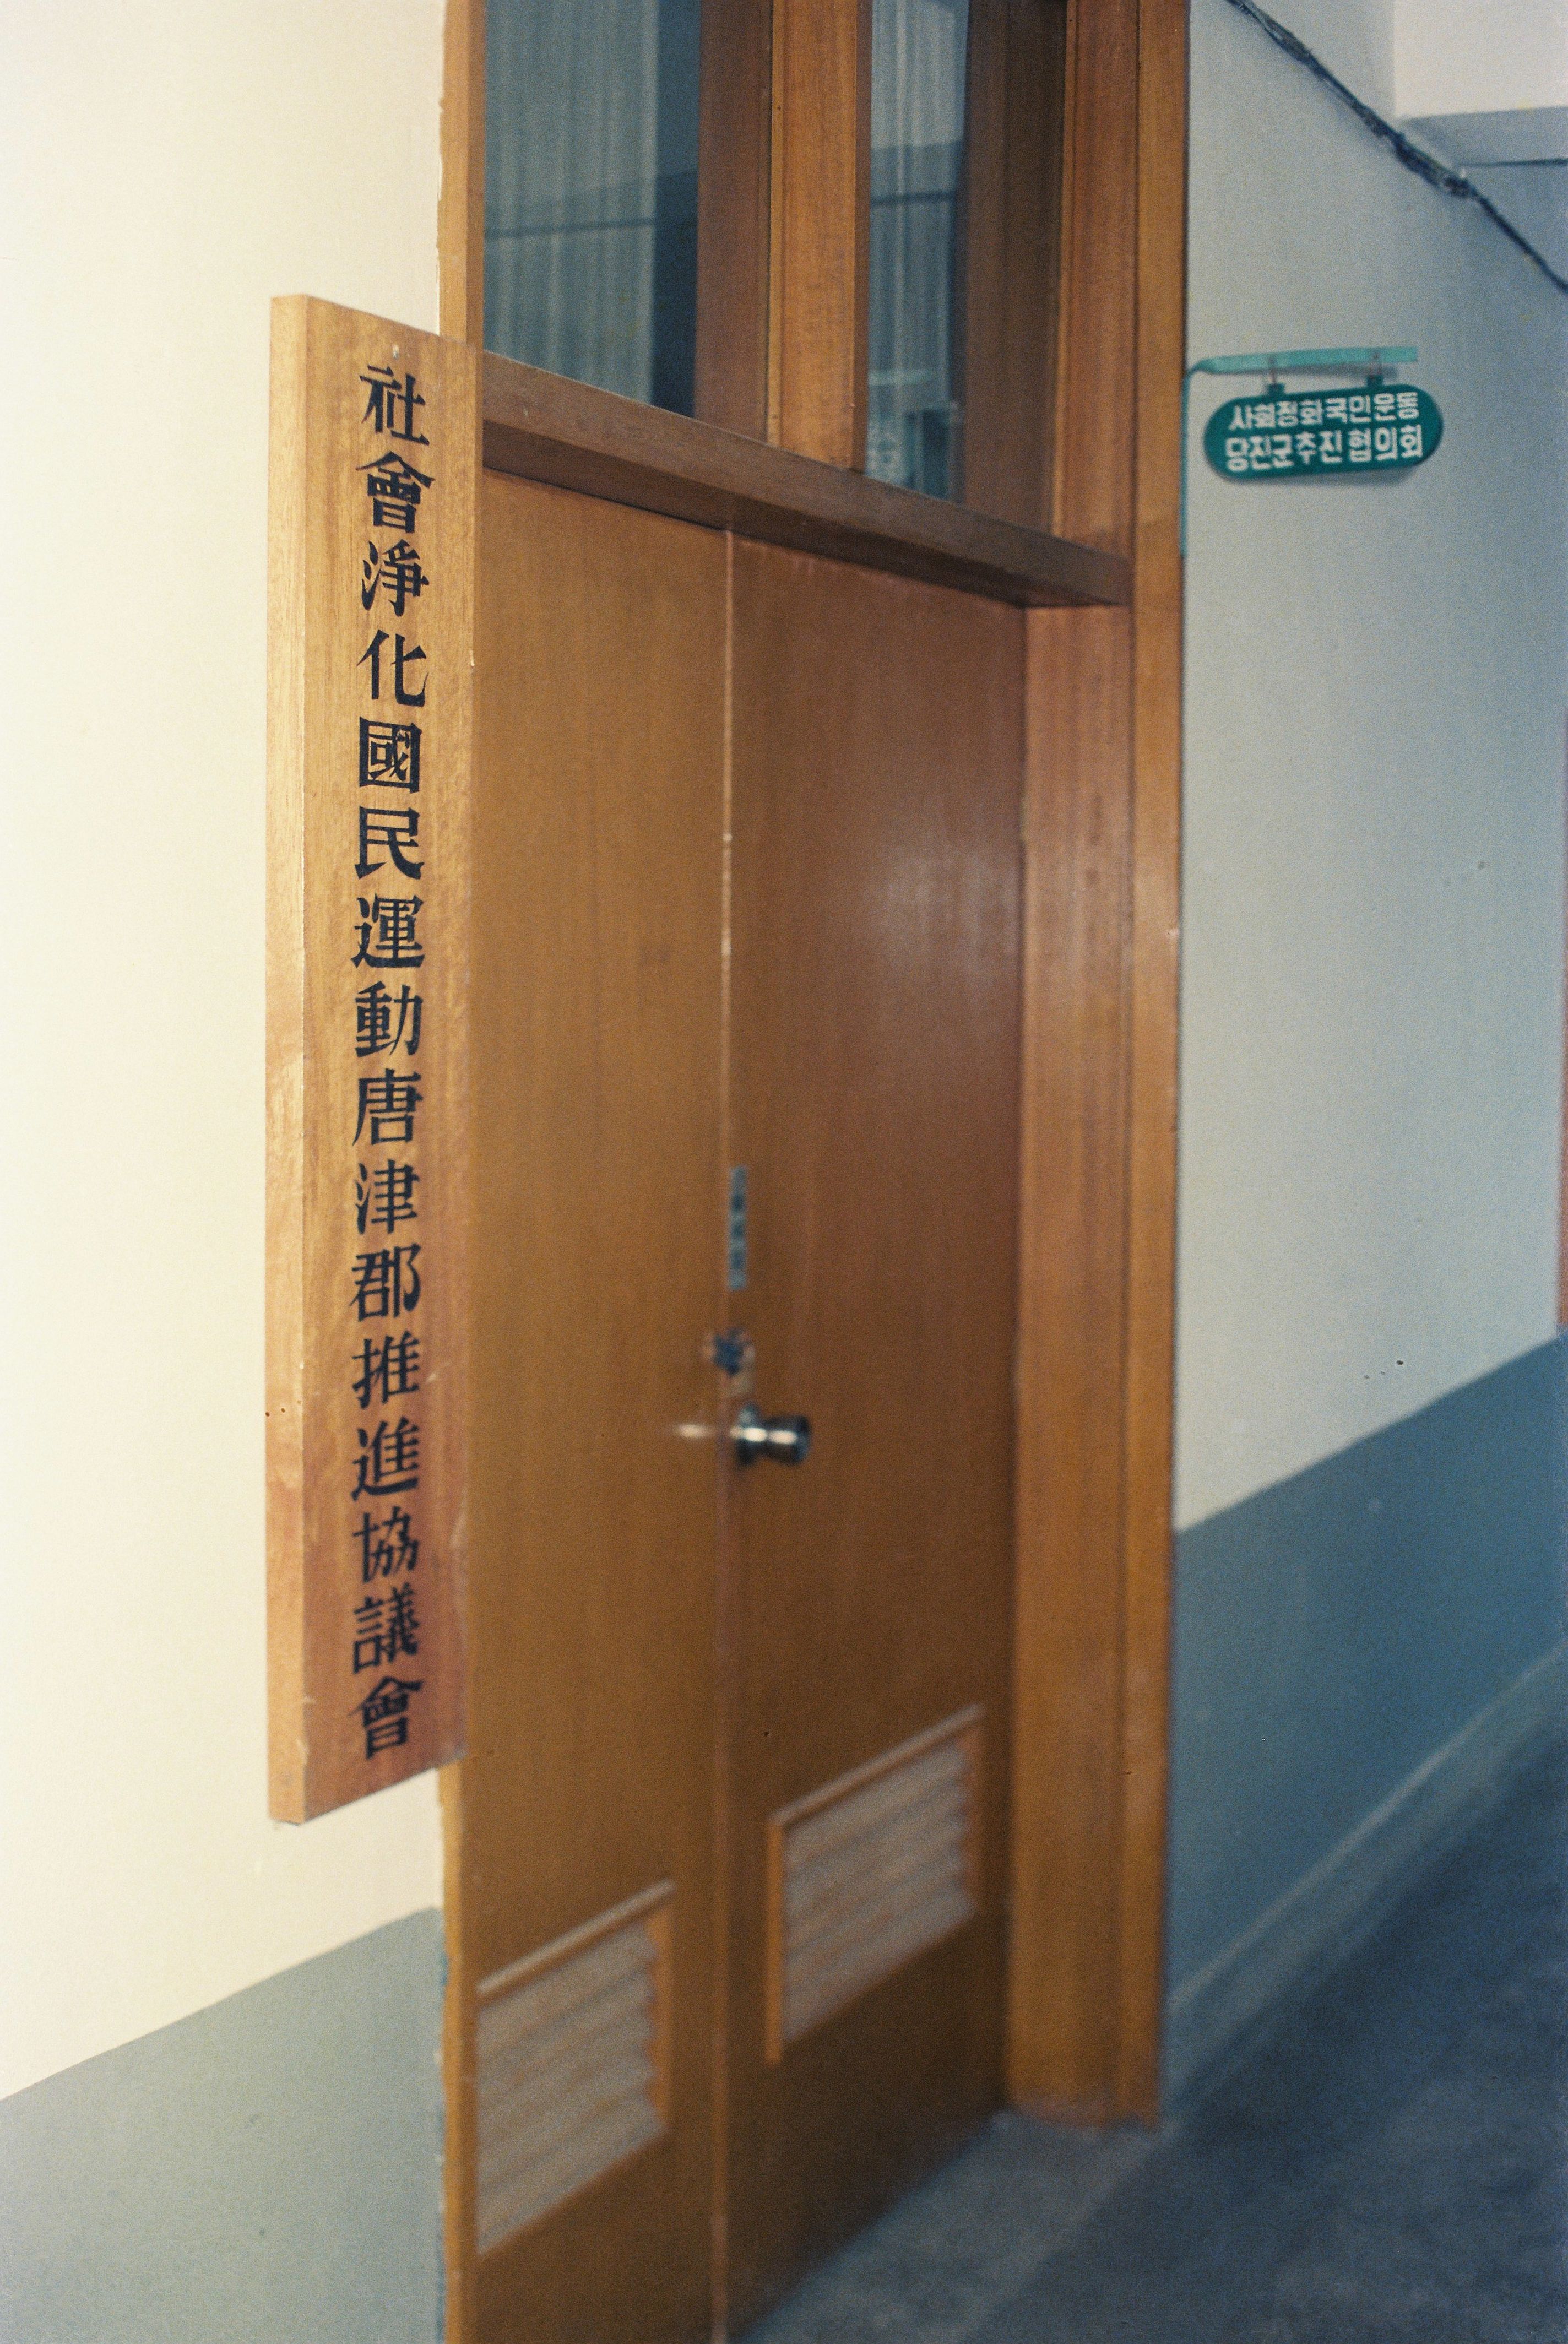 社會淨化國民運動唐津郡推進協議會
사회정화국민운동
당진군추진협의회